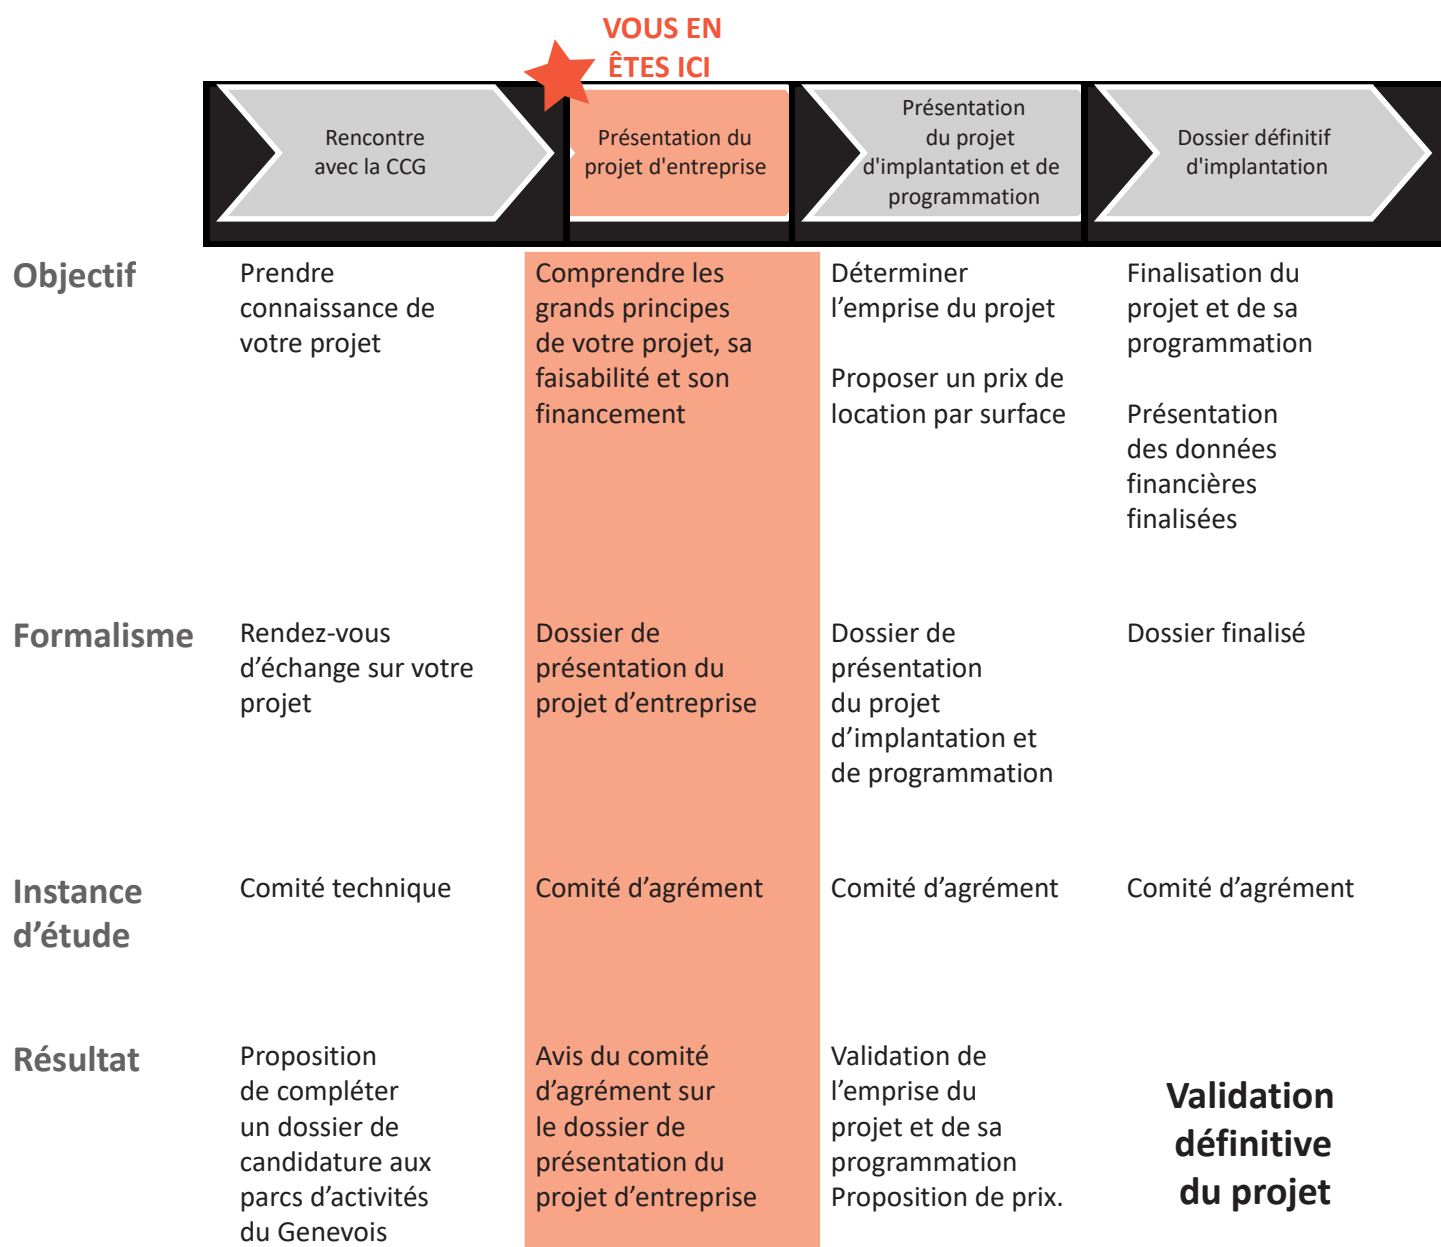 VOUS EN
ÊTES ICI
Rencontre
avec la CCG
Présentation du
projet d'entreprise
Présentation
du projet
d'implantation et de
programmation
Dossier définitif
d'implantation
Objectif
Prendre
connaissance de
votre projet
Comprendre les
grands principes
de votre projet, sa
faisabilité et son
financement
Déterminer
l’emprise du projet
Proposer un prix de
location par surface
Finalisation du
projet et de sa
programmation
Présentation
des données
financières
finalisées
Formalisme
Rendez-vous
d’échange sur votre
projet
Dossier de
présentation du
projet d’entreprise
Dossier de
présentation
du projet
d’implantation et
de programmation
Dossier finalisé
Instance
d’étude
Comité technique
Comité d’agrément
Comité d’agrément
Comité d’agrément
Résultat
Proposition
de compléter
un dossier de
candidature aux
parcs d’activités
du Genevois
Avis du comité
d’agrément sur
le dossier de
présentation du
projet d’entreprise
Validation de
l’emprise du
projet et de sa
programmation
Proposition de prix.
Validation
définitive
du projet